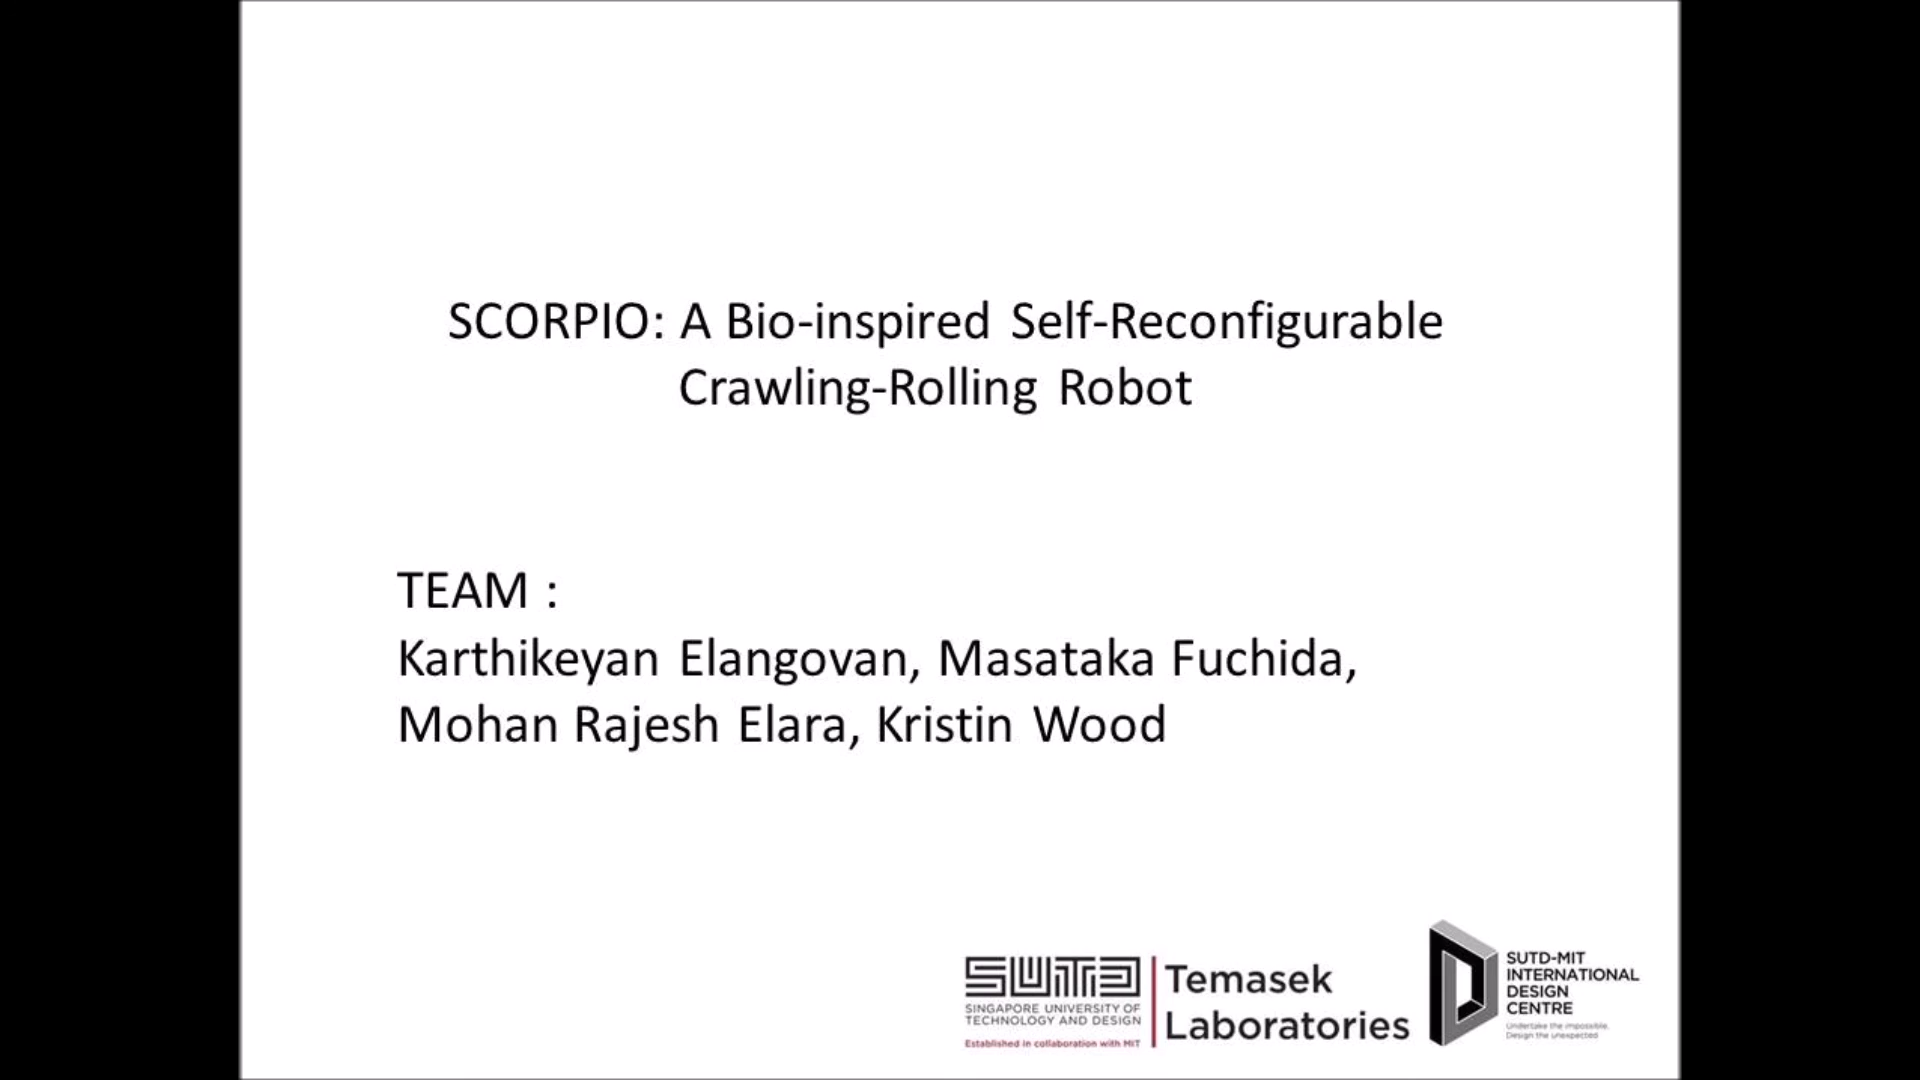 SCORPIO: A Bio-inspired Self-Reconfigurable
Crawling-Rolling Robot
TEAM :
Karthikeyan Elangovan, Masataka Fuchida,
Mohan Rajesh Elara, Kristin Wood
SUTD
SINGAPORE UNIVERSITY OF
TECHNOLOGY AND DESIGN
Established in collaboration with MIT
Temasek
Laboratories
SUTD-MIT
INTERNATIONAL
DESIGN
CENTRE
Undertake the impossible.
Design the unexpected